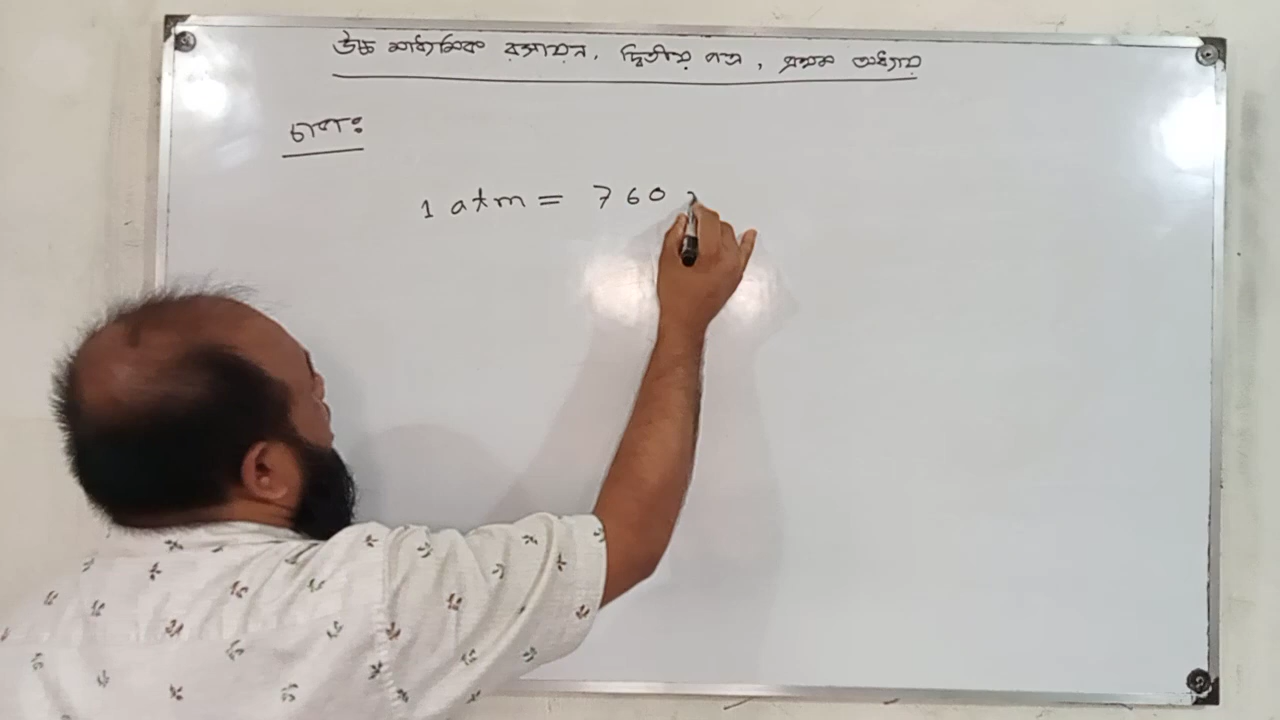 উচ্চ মাধ্যমিক রসায়ন, দ্বিতীয় পত্র, প্রথম অধ্যায়
চাপঃ
1 atm = 760